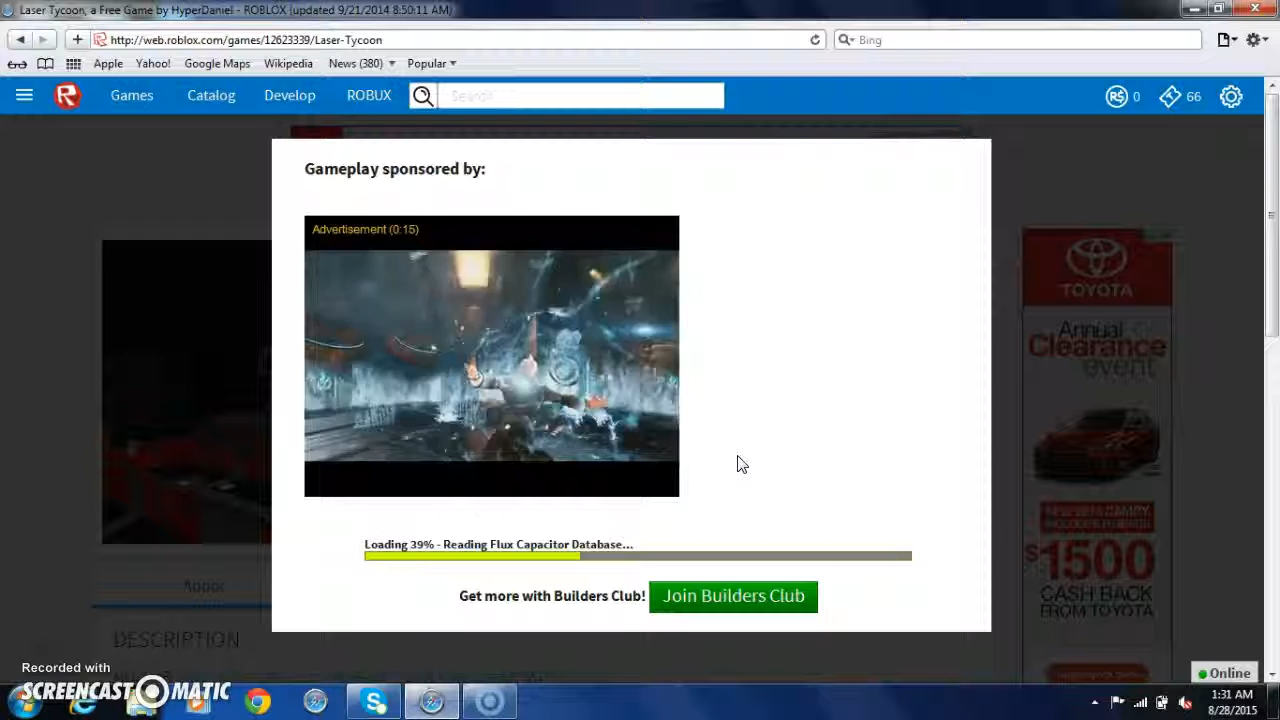 Laser Tycoon, a Free Game by HyperDaniel - ROBLOX (updated 9/21/2014 8:50:11 AM)
http://web.roblox.com/games/12623339/Laser-Tycoon
Bing
Apple Yahoo! Google Maps Wikipedia News (380) Popular
Games Catalog Develop ROBUX Search R$ 0 66
Gameplay sponsored by:
Advertisement (0:15)
TOYOTA
Annual
Clearance
event
$1500
CASH BACK
FROM TOYOTA
Loading 39% - Reading Flux Capacitor Database...
Get more with Builders Club! Join Builders Club
DESCRIPTION
Recorded with
SCREENCAST MATIC
Online
1:31 AM
8/28/2015